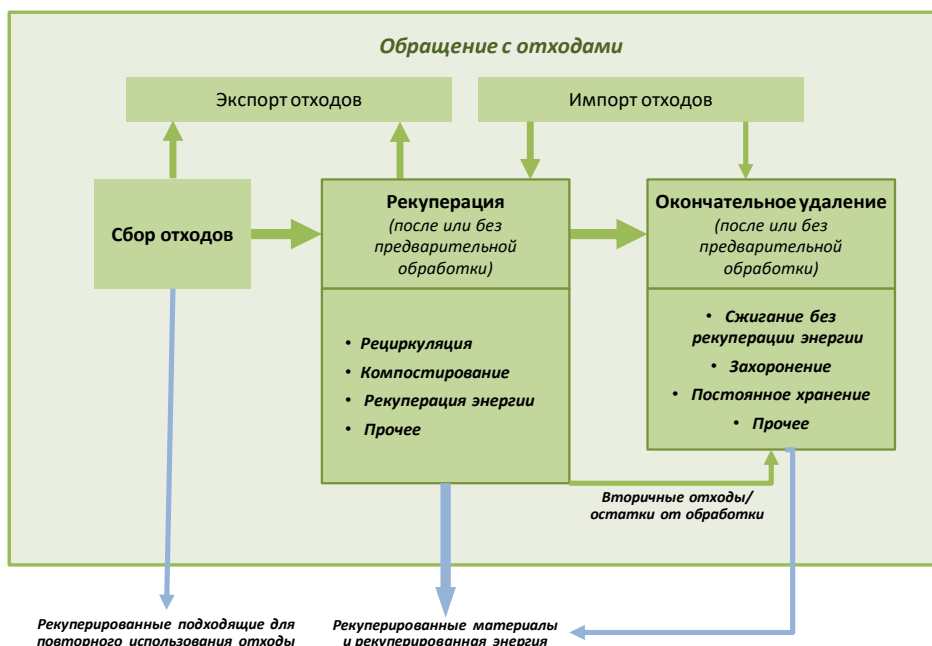 Обращение с отходами
Экспорт отходов
Импорт отходов
Сбор отходов
Рекуперация
(после или без
предварительной
обработки)
Окончательное удаление
(после или без
предварительной
обработки)
• Рециркуляция
• Компостирование
• Рекуперация энергии
• Прочее
• Сжигание без
рекуперации энергии
• Захоронение
• Постоянное хранение
• Прочее
Вторичные отходы/
остатки от обработки
Рекуперированные подходящие для
повторного использования отходы
Рекуперированные материалы
и рекуперированная энергия